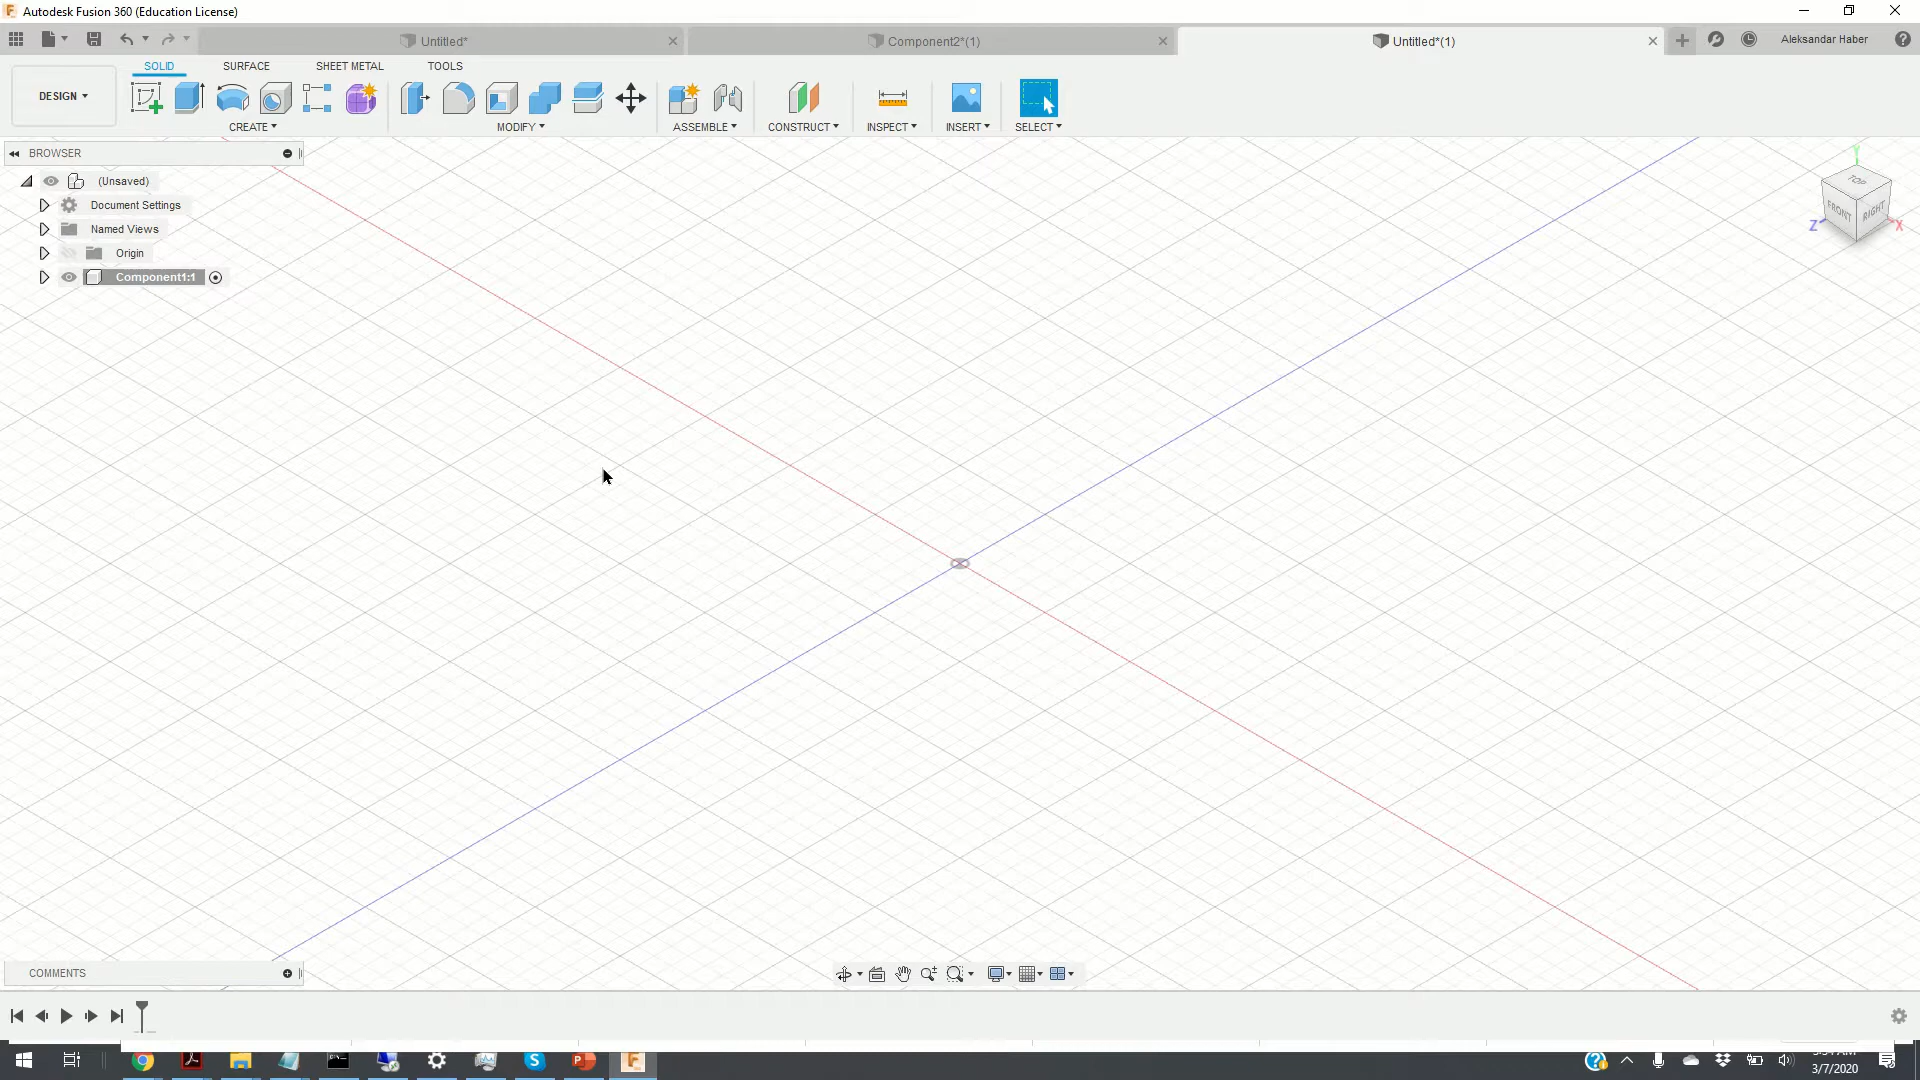 Autodesk Fusion 360 (Education License)
Untitled*
Component2*(1)
Untitled*(1)
Aleksandar Haber
DESIGN
SOLID
SURFACE
SHEET METAL
TOOLS
CREATE
MODIFY
ASSEMBLE
CONSTRUCT
INSPECT
INSERT
SELECT
BROWSER
(Unsaved)
Document Settings
Named Views
Origin
Component1:1
Y
TOP
FRONT
RIGHT
Z
X
COMMENTS
3/7/2020